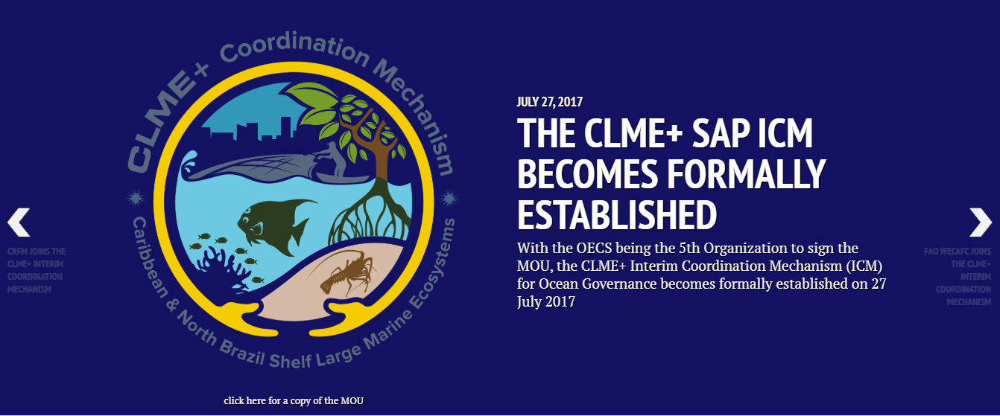 CLME+ Coordination Mechanism
Caribbean & North Brazil Shelf Large Marine Ecosystems
click here for a copy of the MOU
JULY 27, 2017
THE CLME+ SAP ICM
BECOMES FORMALLY
ESTABLISHED
With the OECS being the 5th Organization to sign the
MOU, the CLME+ Interim Coordination Mechanism (ICM)
for Ocean Governance becomes formally established on 27
July 2017
CRFM JOINS THE
CLME+ INTERIM
COORDINATION
MECHANISM
FAO WECAFC JOINS
THE CLME+
INTERIM
COORDINATION
MECHANISM